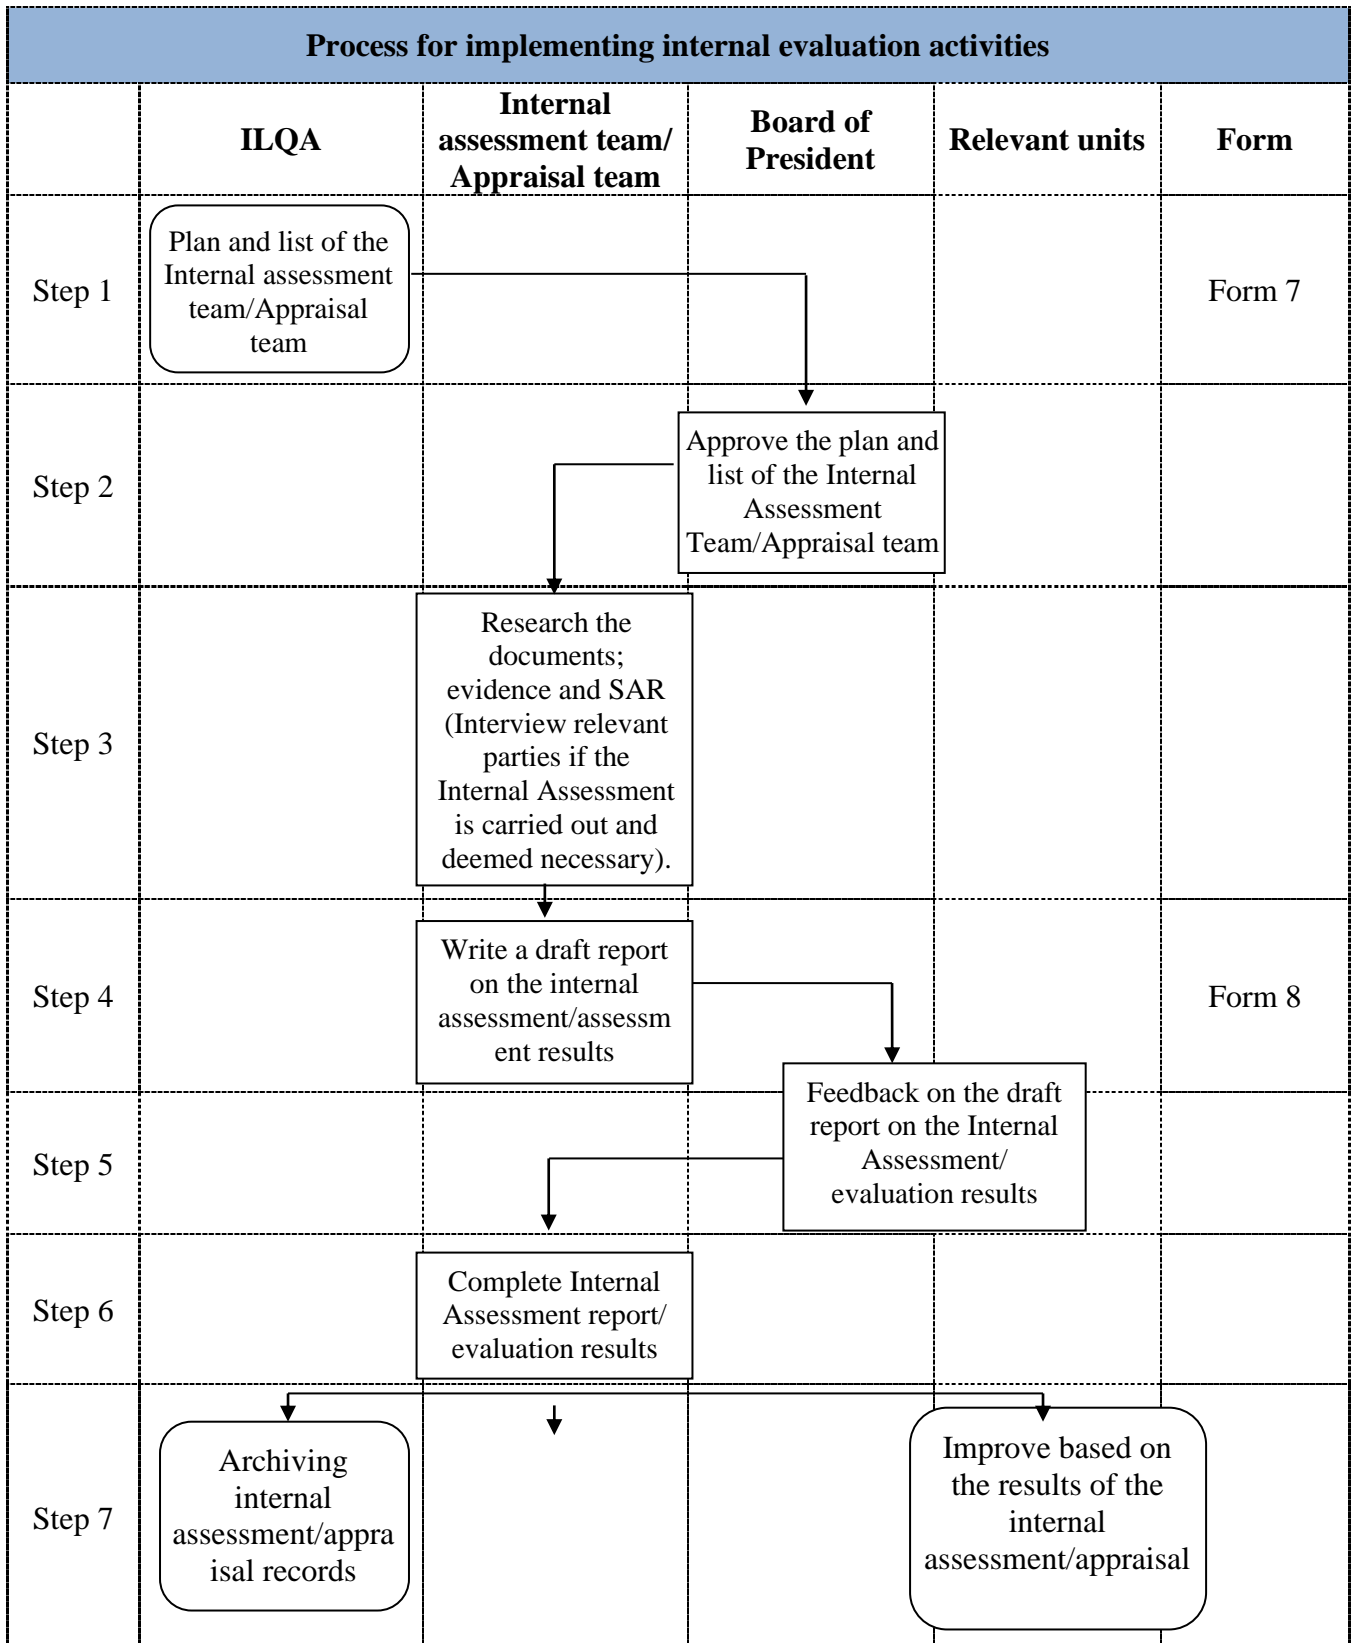 Process for implementing internal evaluation activities
ILQA
Internal
assessment team/
Appraisal team
Board of
President
Relevant units
Form
Step 1
Plan and list of the
Internal assessment
team/Appraisal
team
Form 7
Step 2
Approve the plan and
list of the Internal
Assessment
Team/Appraisal team
Step 3
Research the
documents;
evidence and SAR
(Interview relevant
parties if the
Internal Assessment
is carried out and
deemed necessary).
Step 4
Write a draft report
on the internal
assessment/assessm
ent results
Form 8
Step 5
Feedback on the draft
report on the Internal
Assessment/
evaluation results
Step 6
Complete Internal
Assessment report/
evaluation results
Step 7
Archiving
internal
assessment/appra
isal records
Improve based on
the results of the
internal
assessment/appraisal